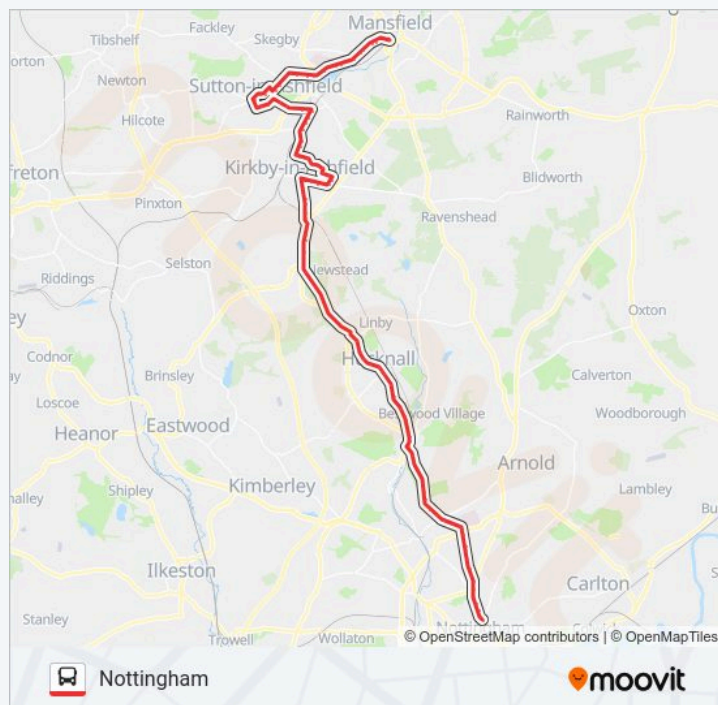 Fackley
Skegby
Mansfield
Tibshelf
Newton
Sutton-in-Ashfield
Hilcote
Rainworth
Kirkby-in-Ashfield
Blidworth
Pinxton
Ravenshead
Selston
Newstead
Riddings
Oxton
Linby
Codnor
Hucknall
Brinsley
Calverton
Loscoe
Bestwood Village
Woodborough
Eastwood
Heanor
Arnold
Kimberley
Shipley
Lambley
Ilkeston
Carlton
Stanley
Trowell
Wollaton
Nottingham
© OpenStreetMap contributors | © OpenMapTiles
Nottingham
moovit